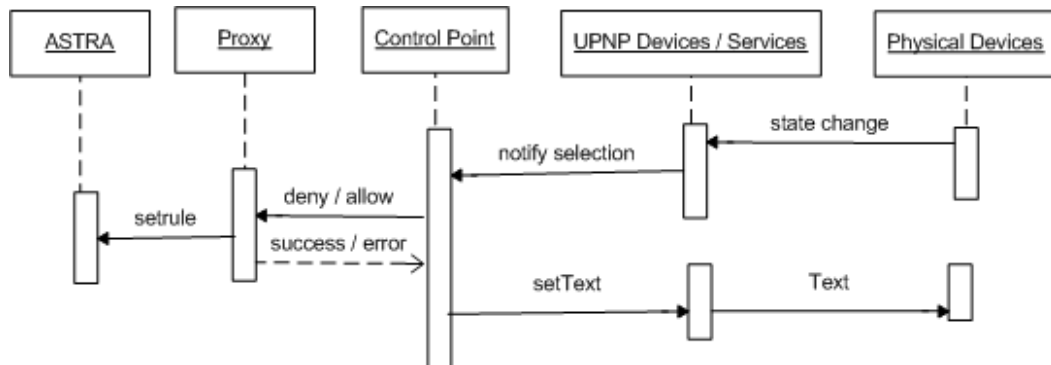 ASTRA
Proxy
Control Point
UPNP Devices / Services
Physical Devices
state change
notify selection
deny / allow
setrule
success / error
setText
Text